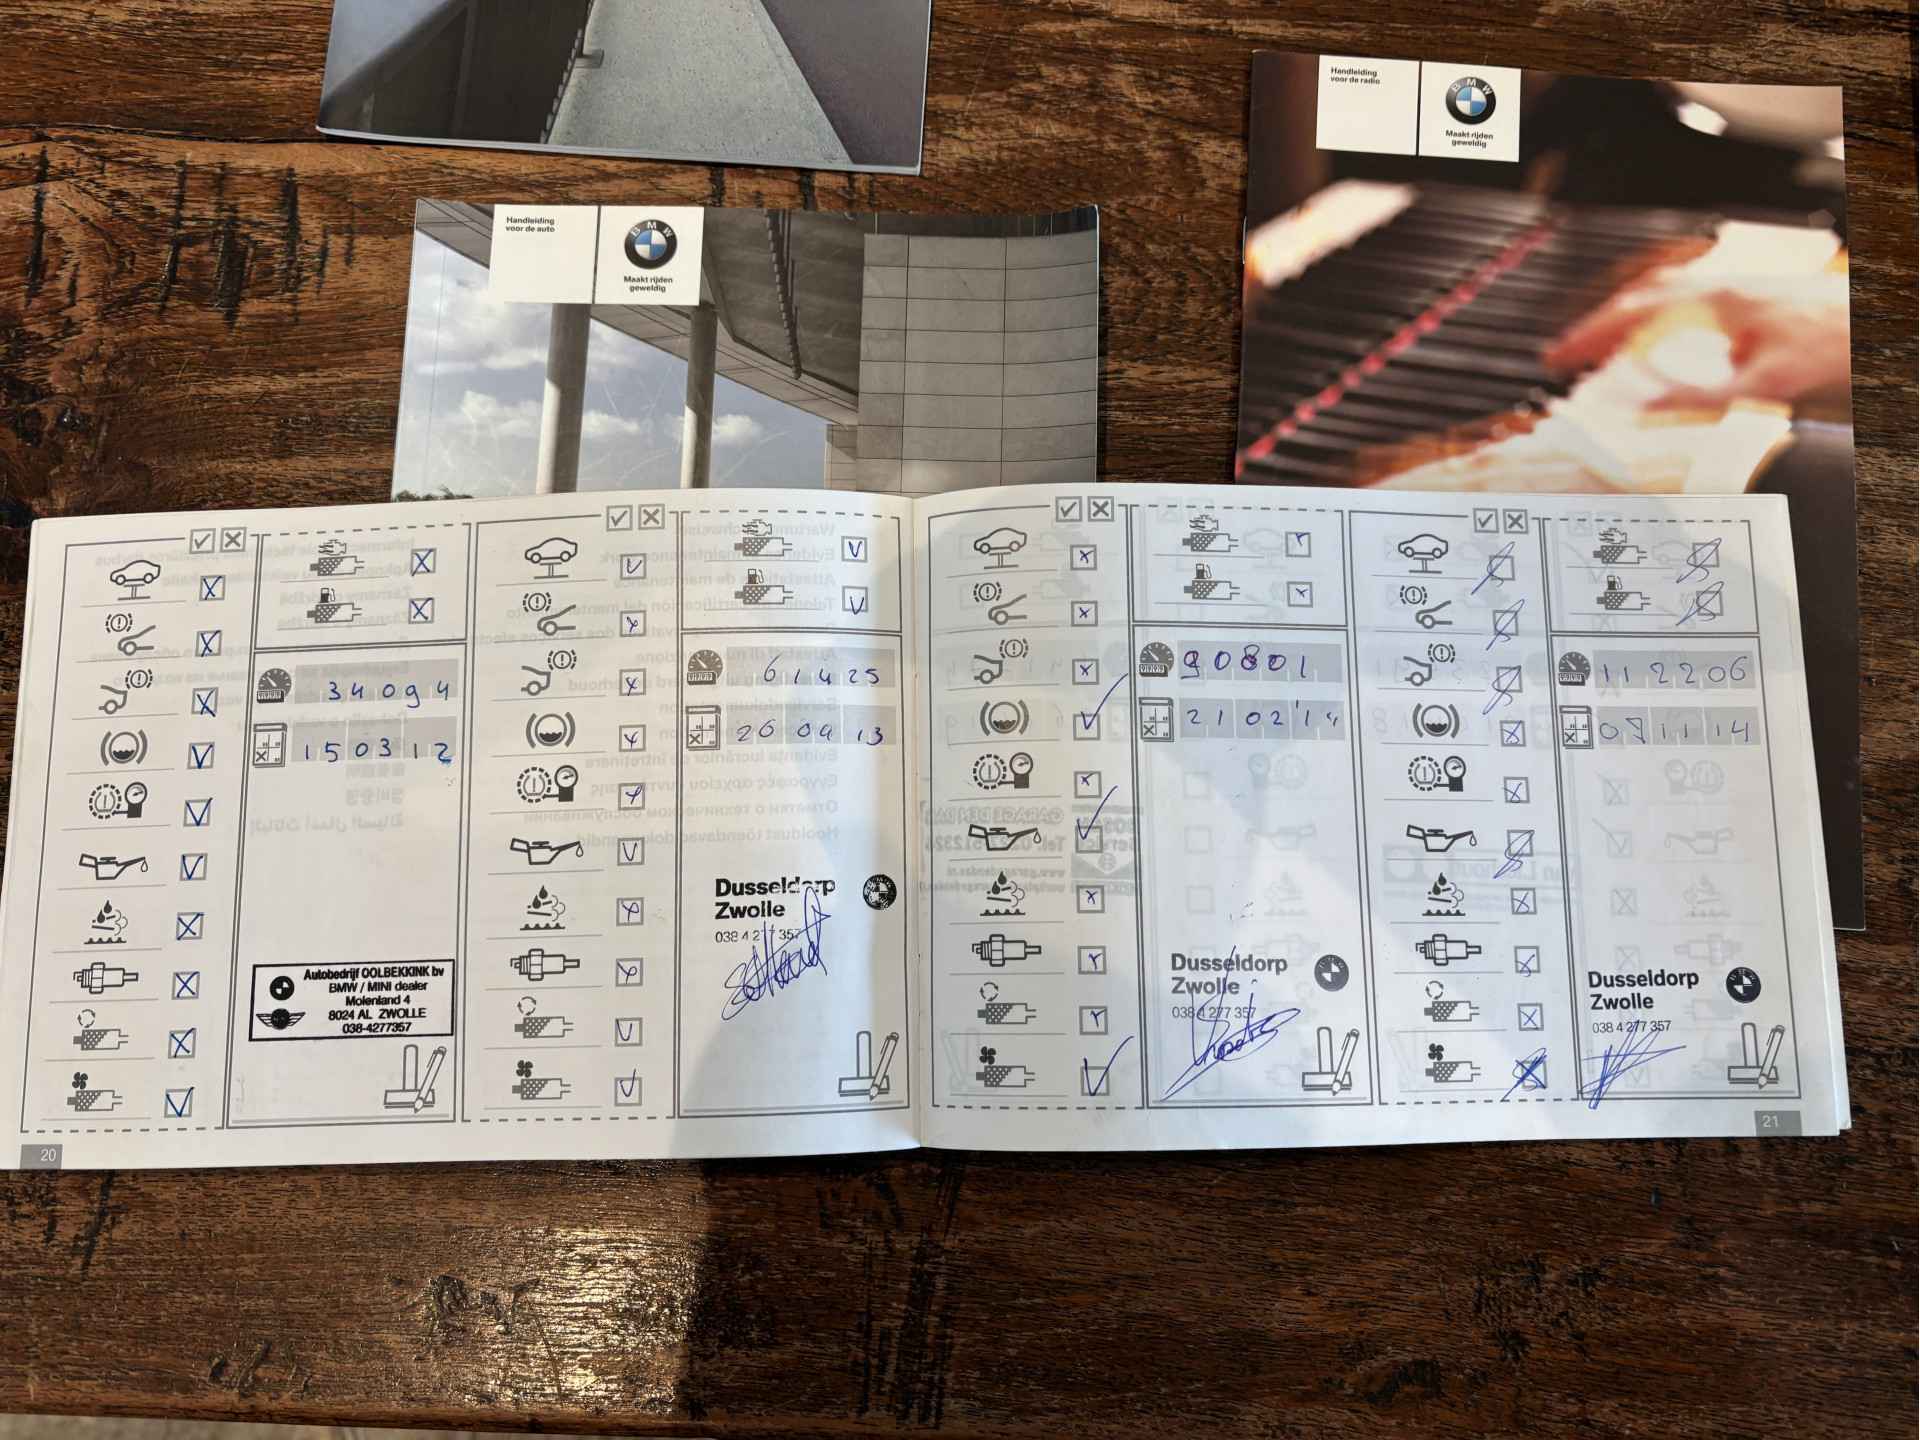 Handleiding
voor de radio
BMW
Maakt rijden
geweldig
Handleiding
voor de auto
BMW
Maakt rijden
geweldig
34094
150312
Autobedrijf OOLBEKKINK bv
BMW / MINI dealer
Molenland 4
8024 AL ZWOLLE
038-4277357
20
61425
260413
Dusseldorp
Zwolle
038 4 277 357
90801
210214
Dusseldorp
Zwolle
038 4 277 357
112206
071114
Dusseldorp
Zwolle
038 4 277 357
21